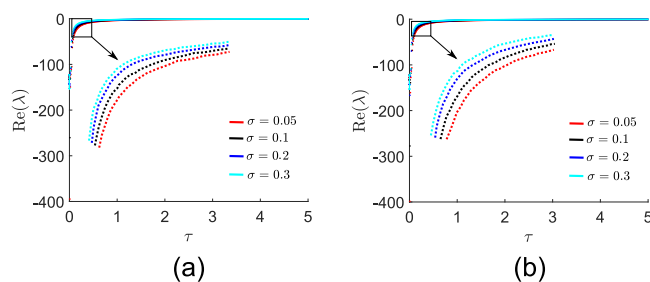 0
-100
-200
-300
-400
Re(λ)
0 1 2 3 4 5
τ
σ = 0.05
σ = 0.1
σ = 0.2
σ = 0.3
(a)
0
-100
-200
-300
-400
Re(λ)
0 1 2 3 4 5
τ
σ = 0.05
σ = 0.1
σ = 0.2
σ = 0.3
(b)